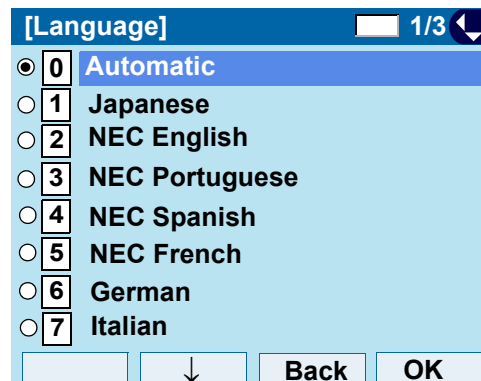 [Language] 1/3
0 Automatic
1 Japanese
2 NEC English
3 NEC Portuguese
4 NEC Spanish
5 NEC French
6 German
7 Italian
↓ Back OK